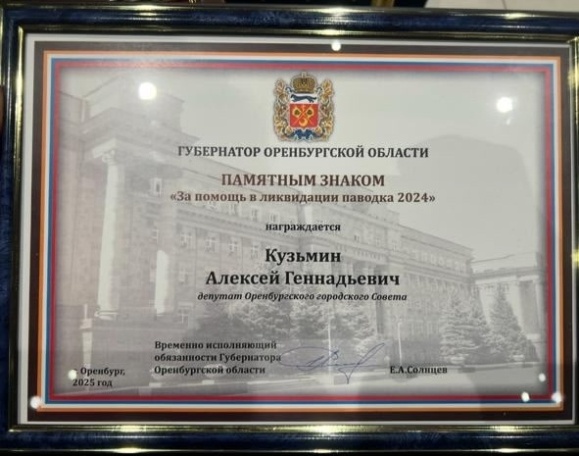 ГУБЕРНАТОР ОРЕНБУРГСКОЙ ОБЛАСТИ
ПАМЯТНЫМ ЗНАКОМ
«За помощь в ликвидации паводка 2024»
награждается
Кузьмин
Алексей Геннадьевич
депутат Оренбургского городского Совета
Временно исполняющий
обязанности Губернатора
Оренбургской области
Е.А.Солнцев
Оренбург,
2025 год